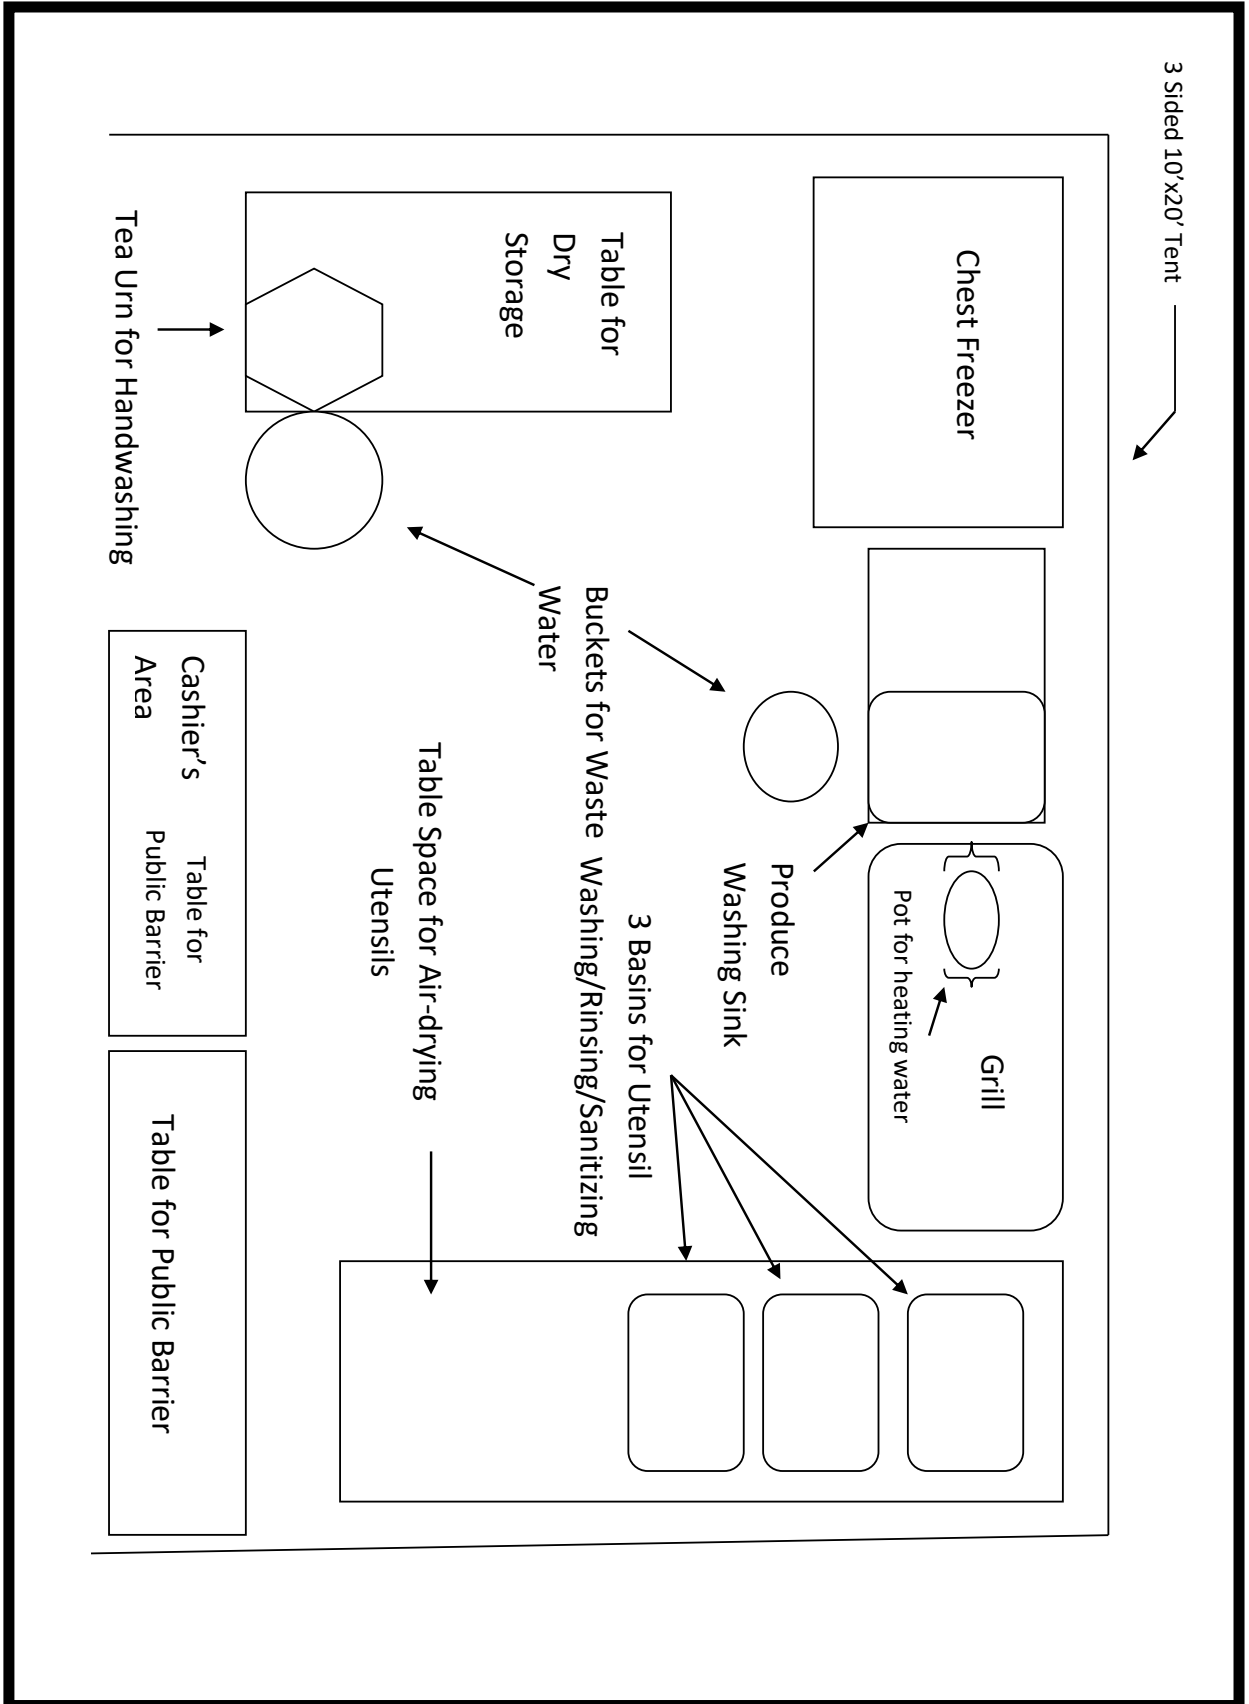 3 Sided 10’x20’ Tent
Chest Freezer
Grill
Pot for heating water
Produce
Washing Sink
Table for
Dry
Storage
3 Basins for Utensil
Buckets for Waste
Water
Washing/Rinsing/Sanitizing
Table Space for Air-drying
Utensils
Tea Urn for Handwashing
Cashier’s
Area
Table for
Public Barrier
Table for Public Barrier